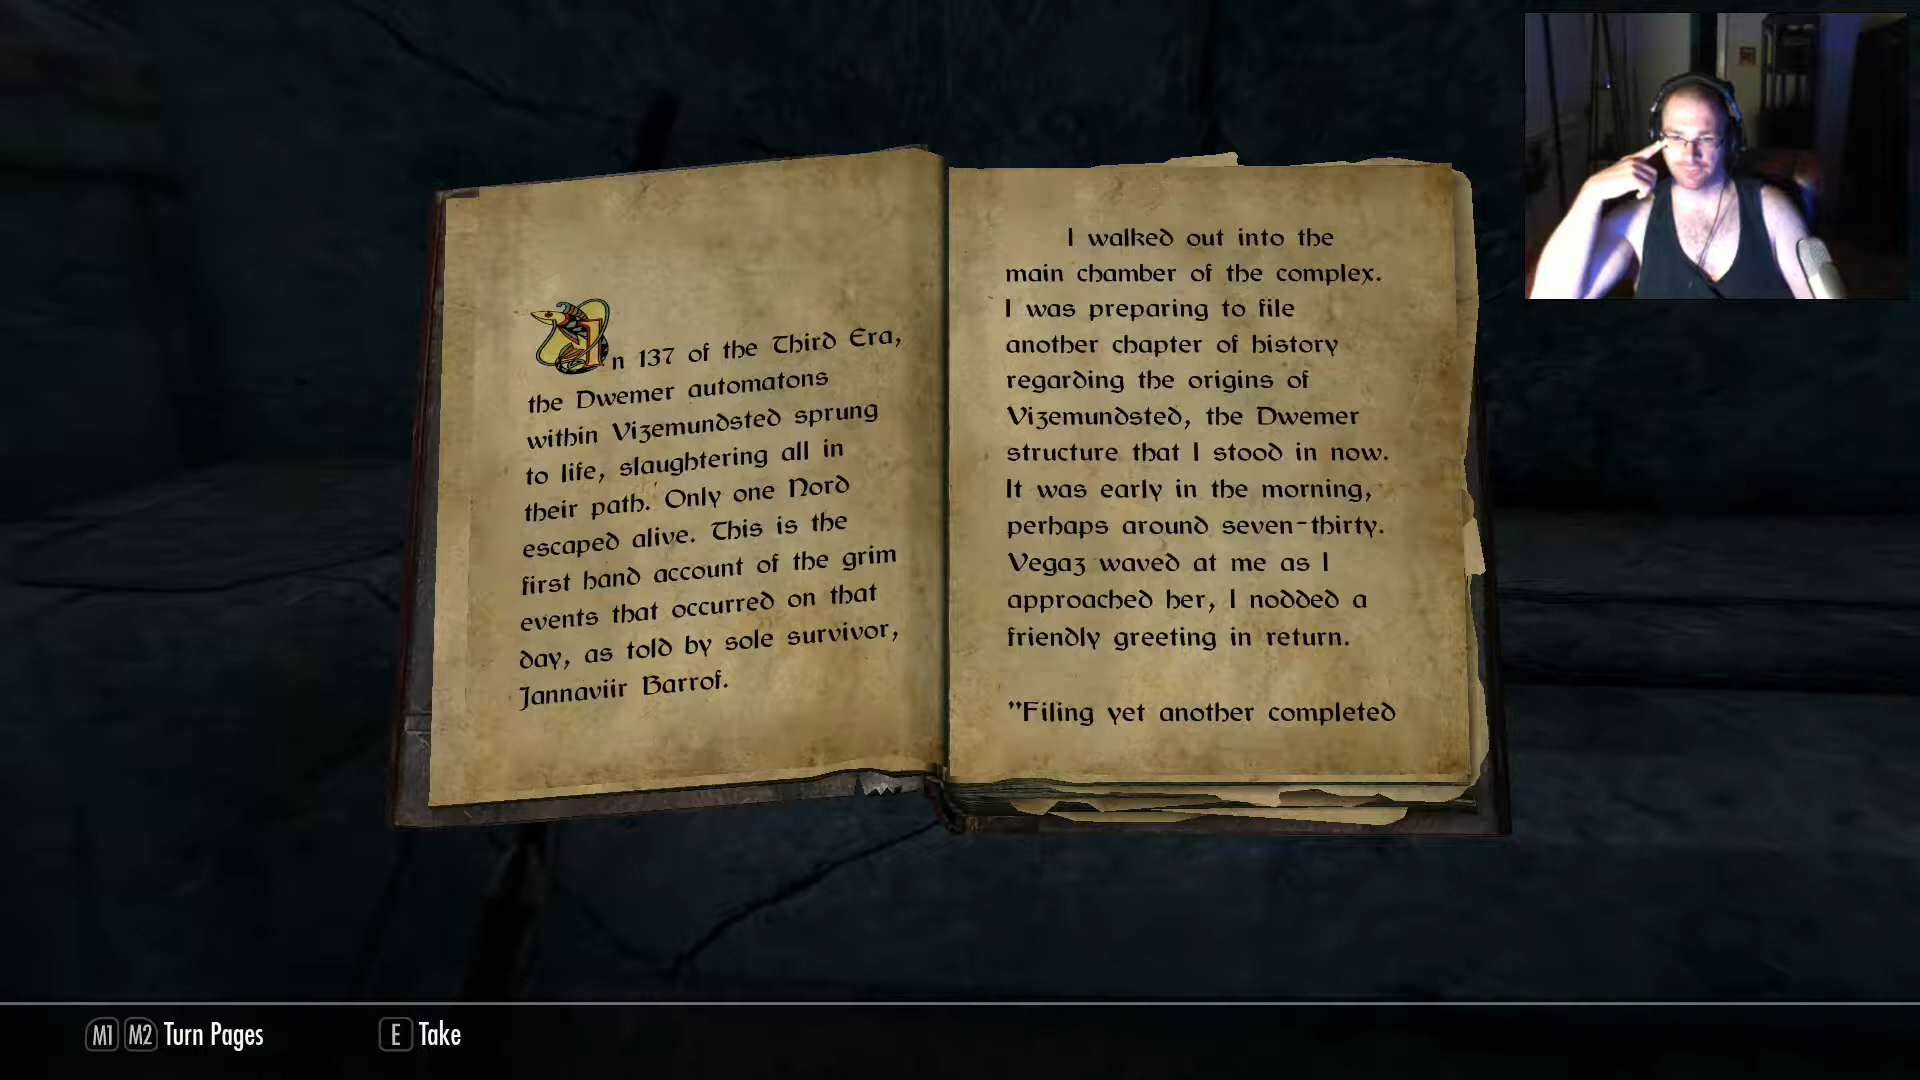 In 137 of the Third Era,
the Dwemer automatons
within Vizemundsted sprung
to life, slaughtering all in
their path. Only one Nord
escaped alive. This is the
first hand account of the grim
events that occurred on that
day, as told by sole survivor,
Jannaviir Barrof.
I walked out into the
main chamber of the complex.
I was preparing to file
another chapter of history
regarding the origins of
Vizemundsted, the Dwemer
structure that I stood in now.
It was early in the morning,
perhaps around seven-thirty.
Vegaz waved at me as I
approached her, I nodded a
friendly greeting in return.
"Filing yet another completed
M1 M2 Turn Pages E Take